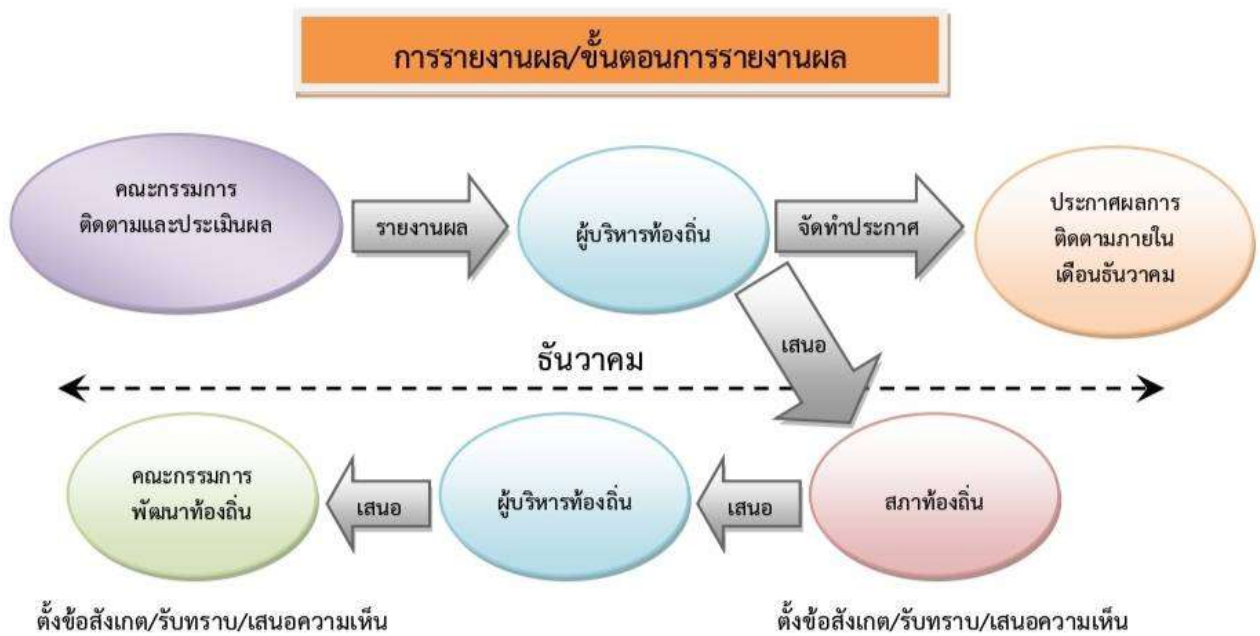 การรายงานผล/ขั้นตอนการรายงานผล
คณะกรรมการ
ติดตามและประเมินผล
รายงานผล
ผู้บริหารท้องถิ่น
จัดทำประกาศ
ประกาศผลการ
ติดตามภายใน
เดือนธันวาคม
เสนอ
ธันวาคม
คณะกรรมการ
พัฒนาท้องถิ่น
เสนอ
ผู้บริหารท้องถิ่น
เสนอ
สภาท้องถิ่น
ตั้งข้อสังเกต/รับทราบ/เสนอความเห็น
ตั้งข้อสังเกต/รับทราบ/เสนอความเห็น